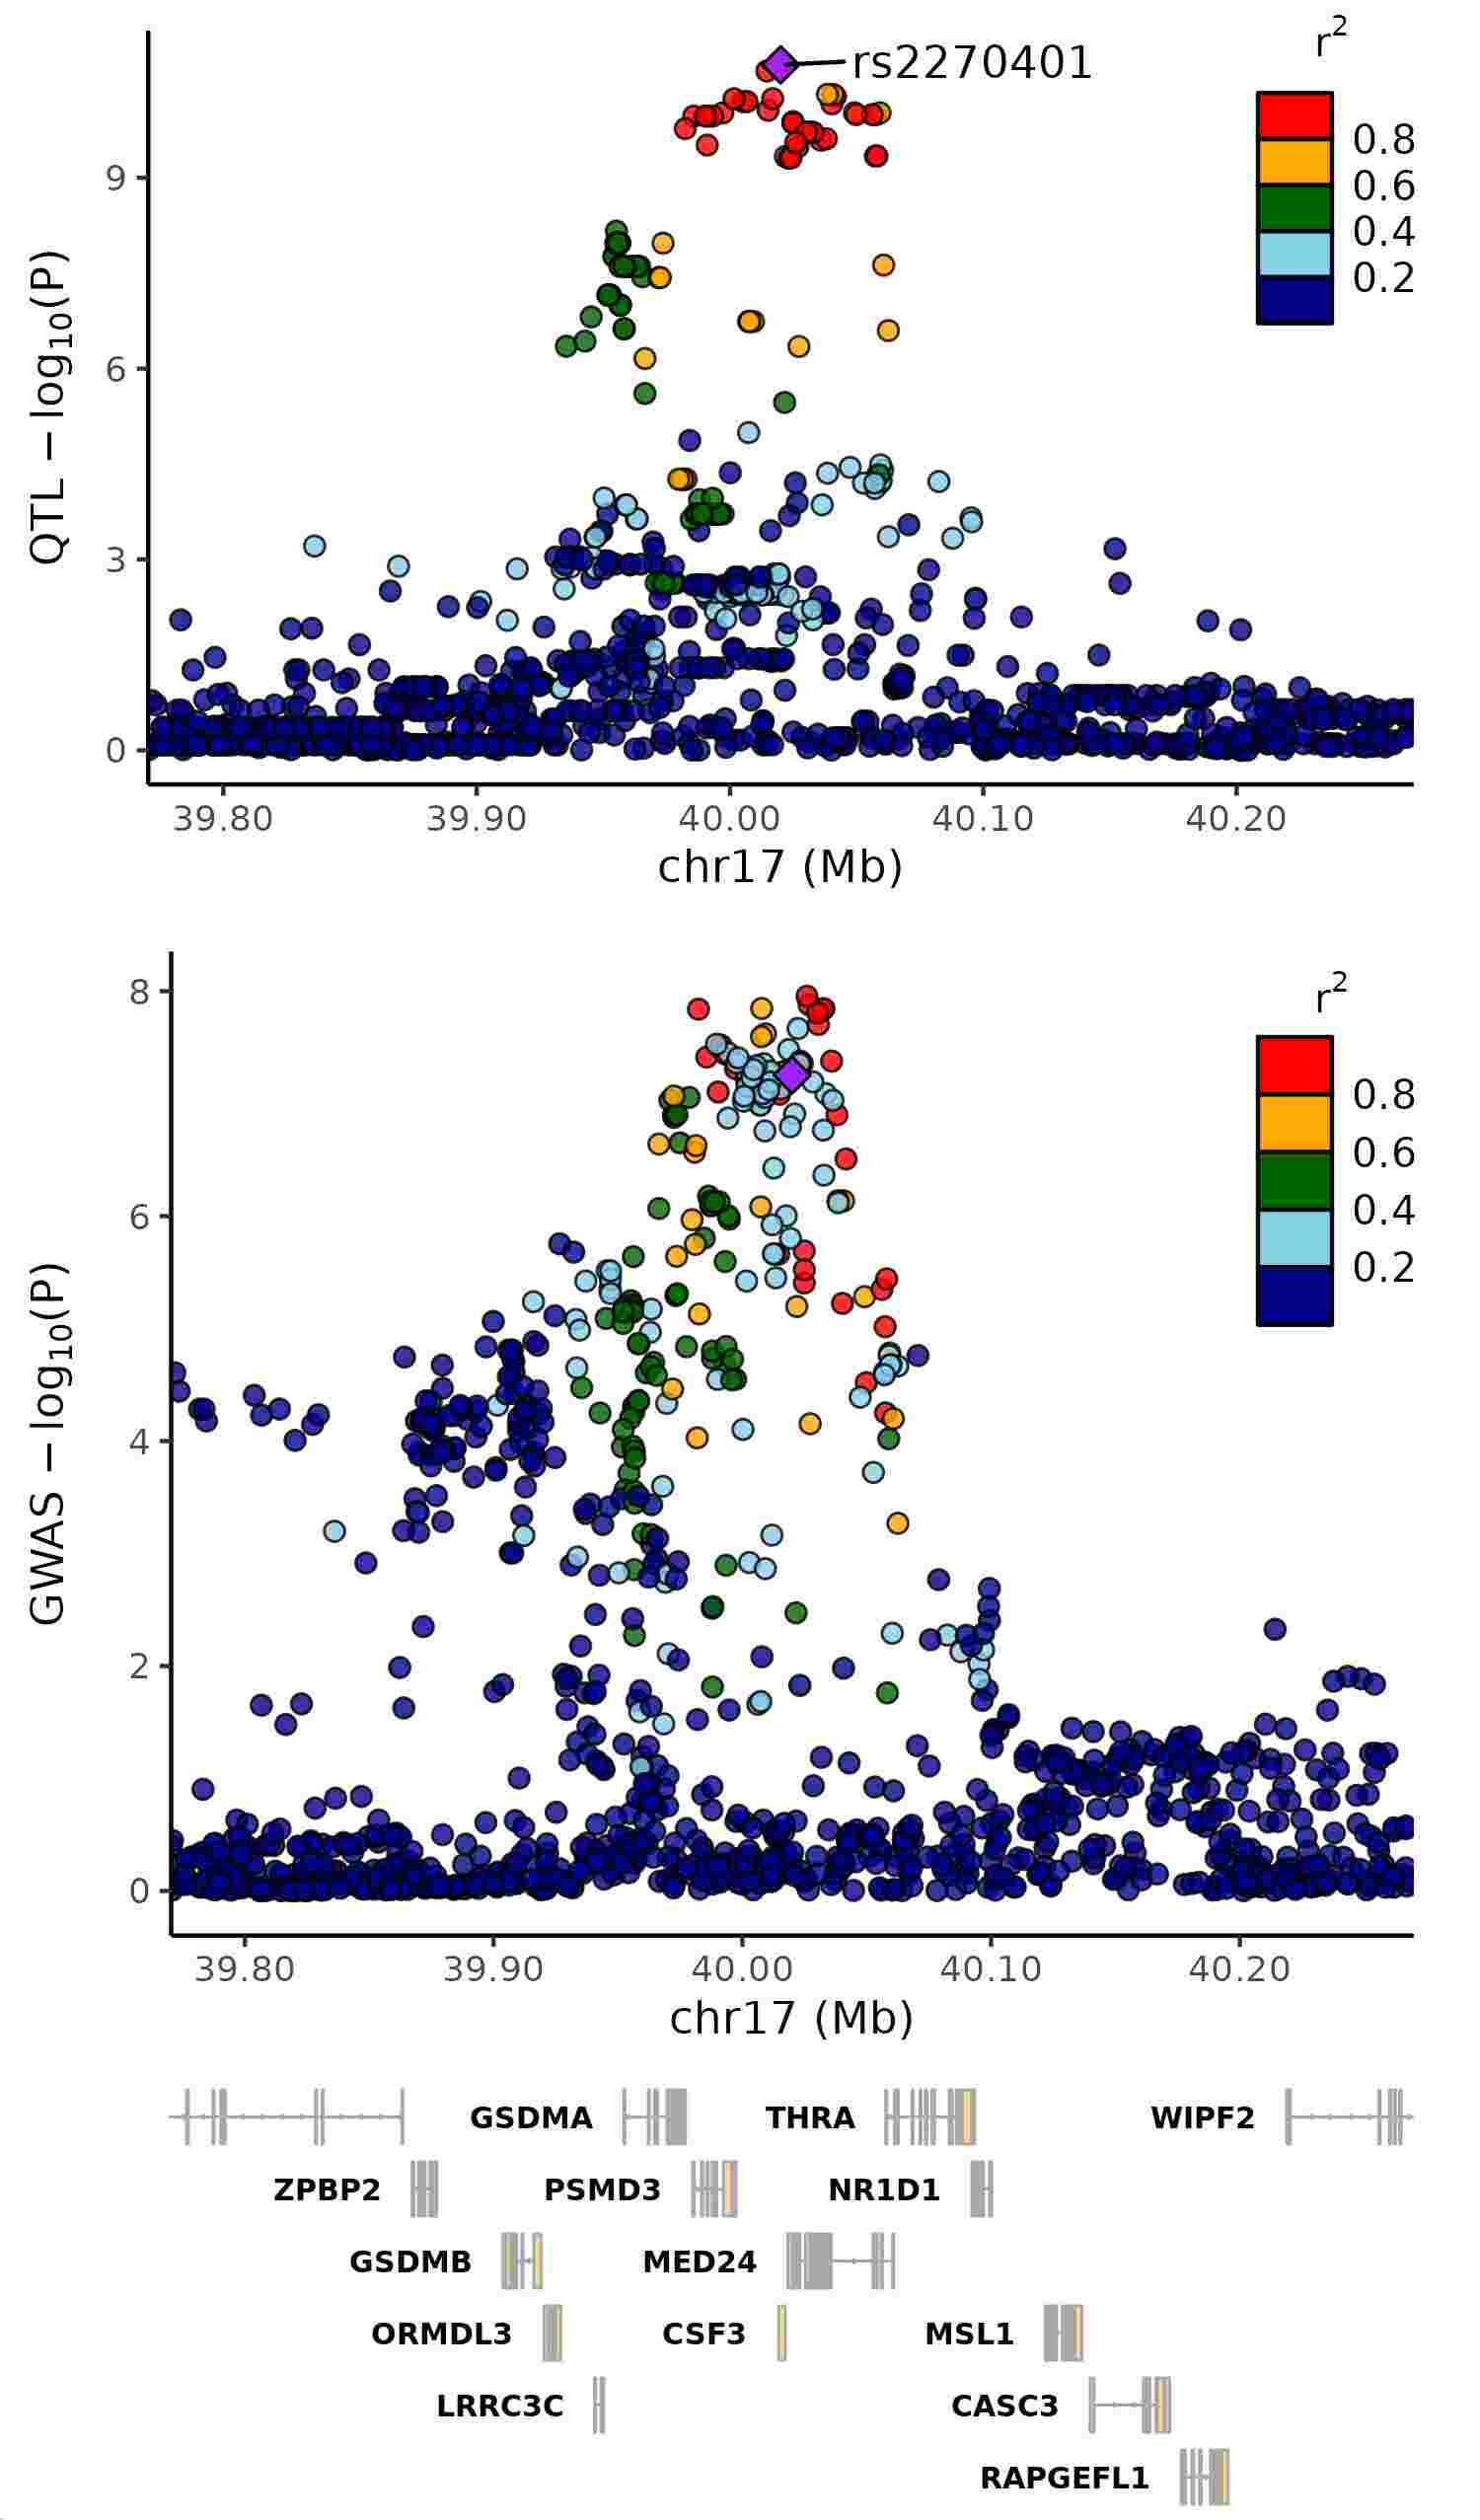 r²
rs2270401
0.8
0.6
0.4
0.2
9
6
3
0
QTL − log₁₀(P)
39.80 39.90 40.00 40.10 40.20
chr17 (Mb)
r²
0.8
0.6
0.4
0.2
8
6
4
2
0
GWAS − log₁₀(P)
39.80 39.90 40.00 40.10 40.20
chr17 (Mb)
GSDMA THRA WIPF2
ZPBP2 PSMD3 NR1D1
GSDMB MED24
ORMDL3 CSF3 MSL1
LRRC3C CASC3
RAPGEFL1